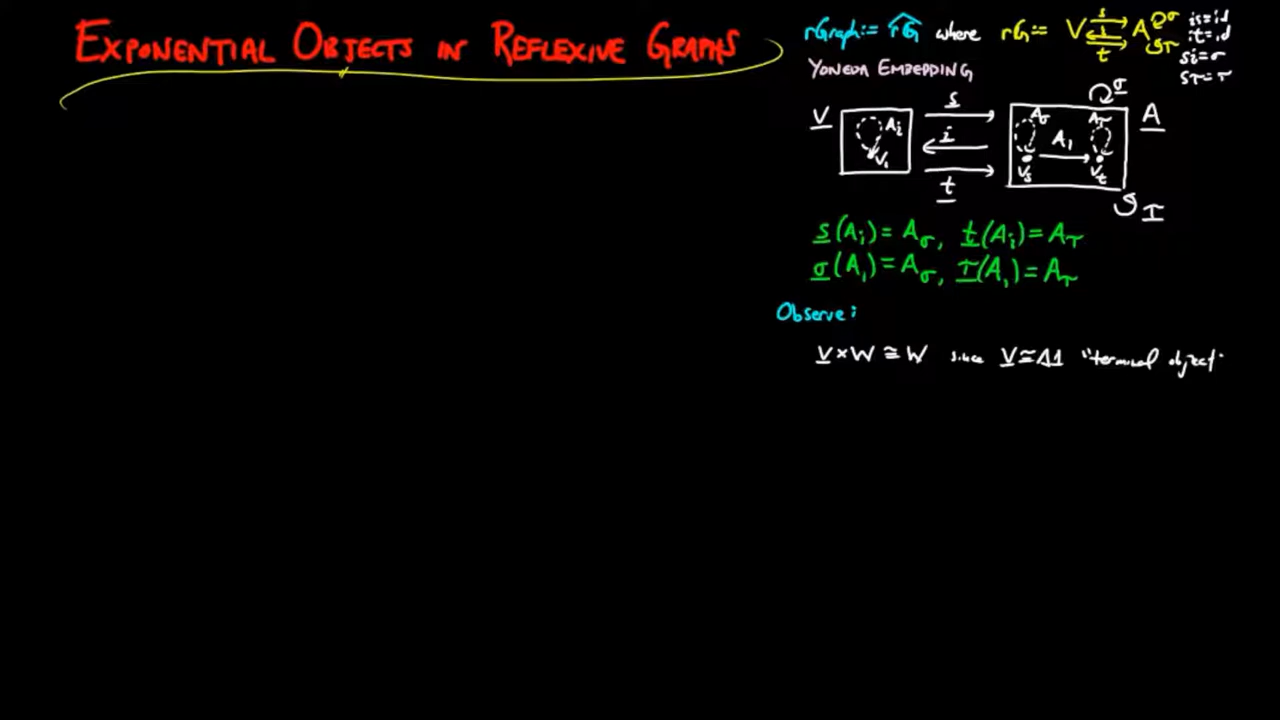 EXPONENTIAL OBJECTS IN REFLEXIVE GRAPHS
rGraph := r̂G where rG := V s i t A σ τ
is = id
it = id
si = σ
sτ = τ
YONEDA EMBEDDING
V A_i V_1 s i t A_σ A_τ A_1 V_s V_t σ τ A
s(A_i) = A_σ, t(A_i) = A_τ
σ(A_1) = A_σ, τ(A_1) = A_τ
Observe:
V × W ≅ W since V ≅ Δ1 "terminal object"